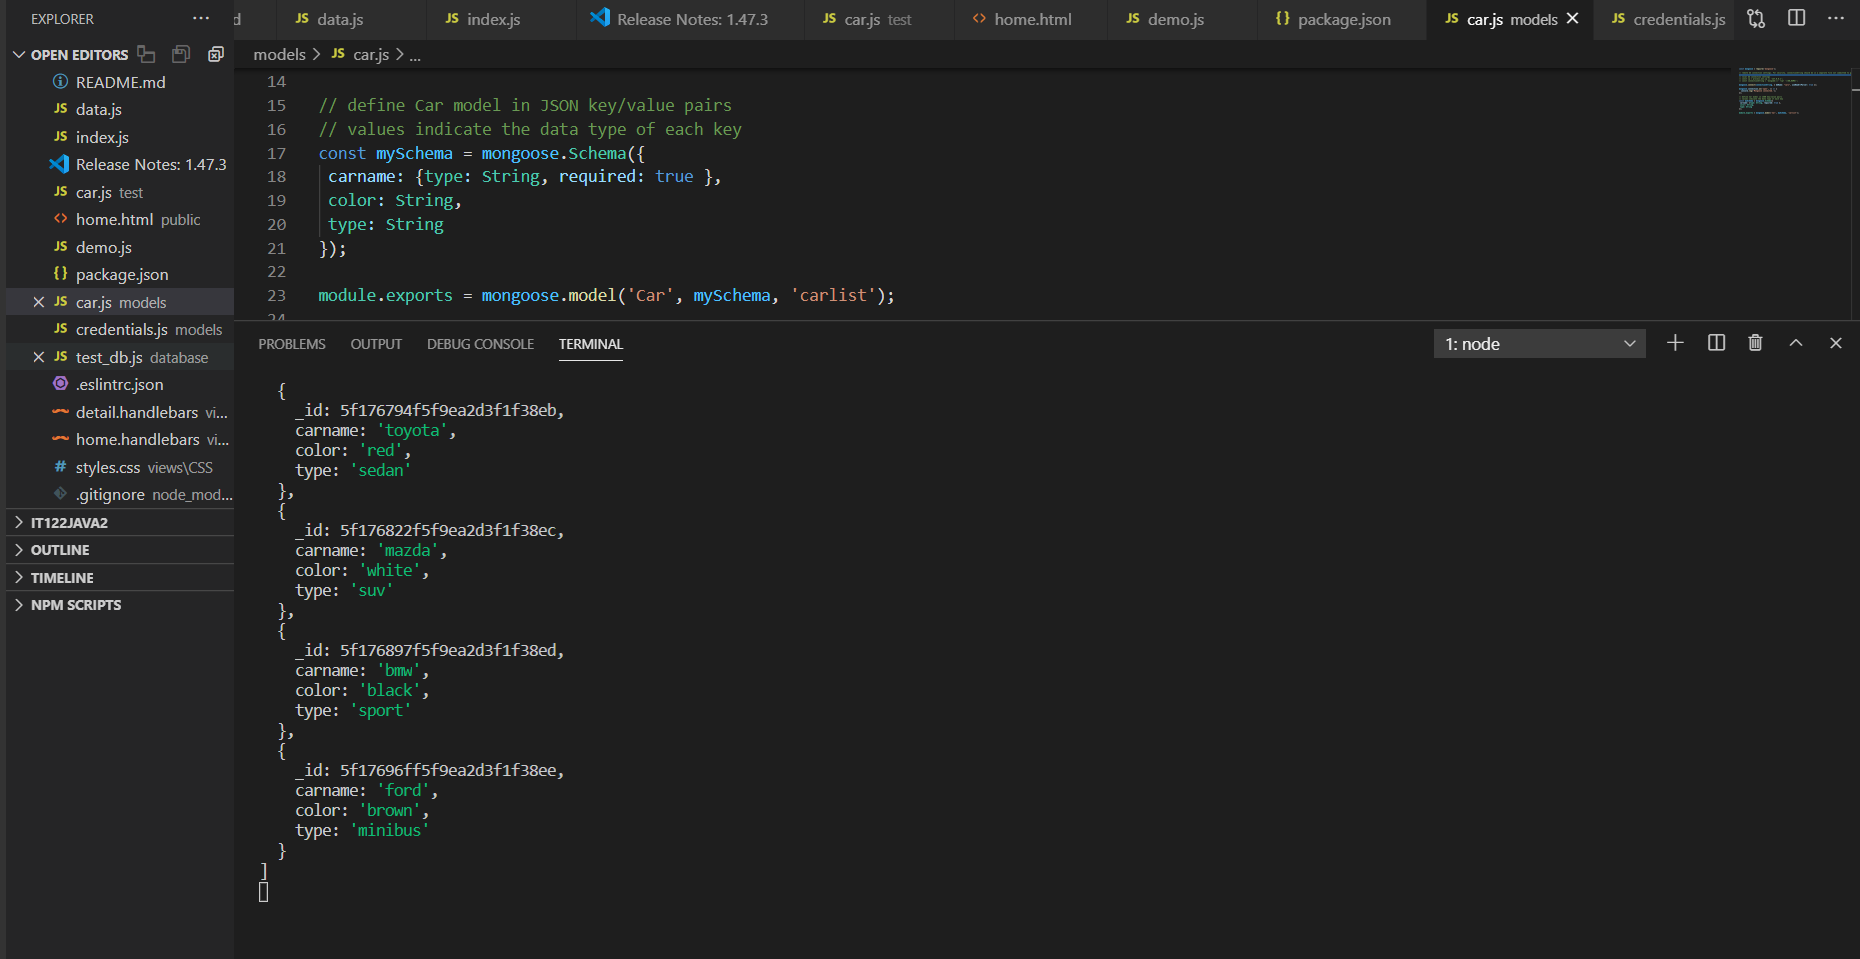 EXPLORER ···
OPEN EDITORS
README.md
data.js
index.js
Release Notes: 1.47.3
car.js test
home.html public
demo.js
package.json
car.js models
credentials.js models
test_db.js database
.eslintrc.json
detail.handlebars vi...
home.handlebars vi...
# styles.css views\CSS
.gitignore node_mod...
IT122JAVA2
OUTLINE
TIMELINE
NPM SCRIPTS
d JS data.js JS index.js Release Notes: 1.47.3 JS car.js test <> home.html JS demo.js {} package.json JS car.js models JS credentials.js ···
models > JS car.js > ...
14
15 // define Car model in JSON key/value pairs
16 // values indicate the data type of each key
17 const mySchema = mongoose.Schema({
18 carname: {type: String, required: true },
19 color: String,
20 type: String
21 });
22
23 module.exports = mongoose.model('Car', mySchema, 'carlist');
24
PROBLEMS OUTPUT DEBUG CONSOLE TERMINAL 1: node
{
_id: 5f176794f5f9ea2d3f1f38eb,
carname: 'toyota',
color: 'red',
type: 'sedan'
},
{
_id: 5f176822f5f9ea2d3f1f38ec,
carname: 'mazda',
color: 'white',
type: 'suv'
},
{
_id: 5f176897f5f9ea2d3f1f38ed,
carname: 'bmw',
color: 'black',
type: 'sport'
},
{
_id: 5f17696ff5f9ea2d3f1f38ee,
carname: 'ford',
color: 'brown',
type: 'minibus'
}
]